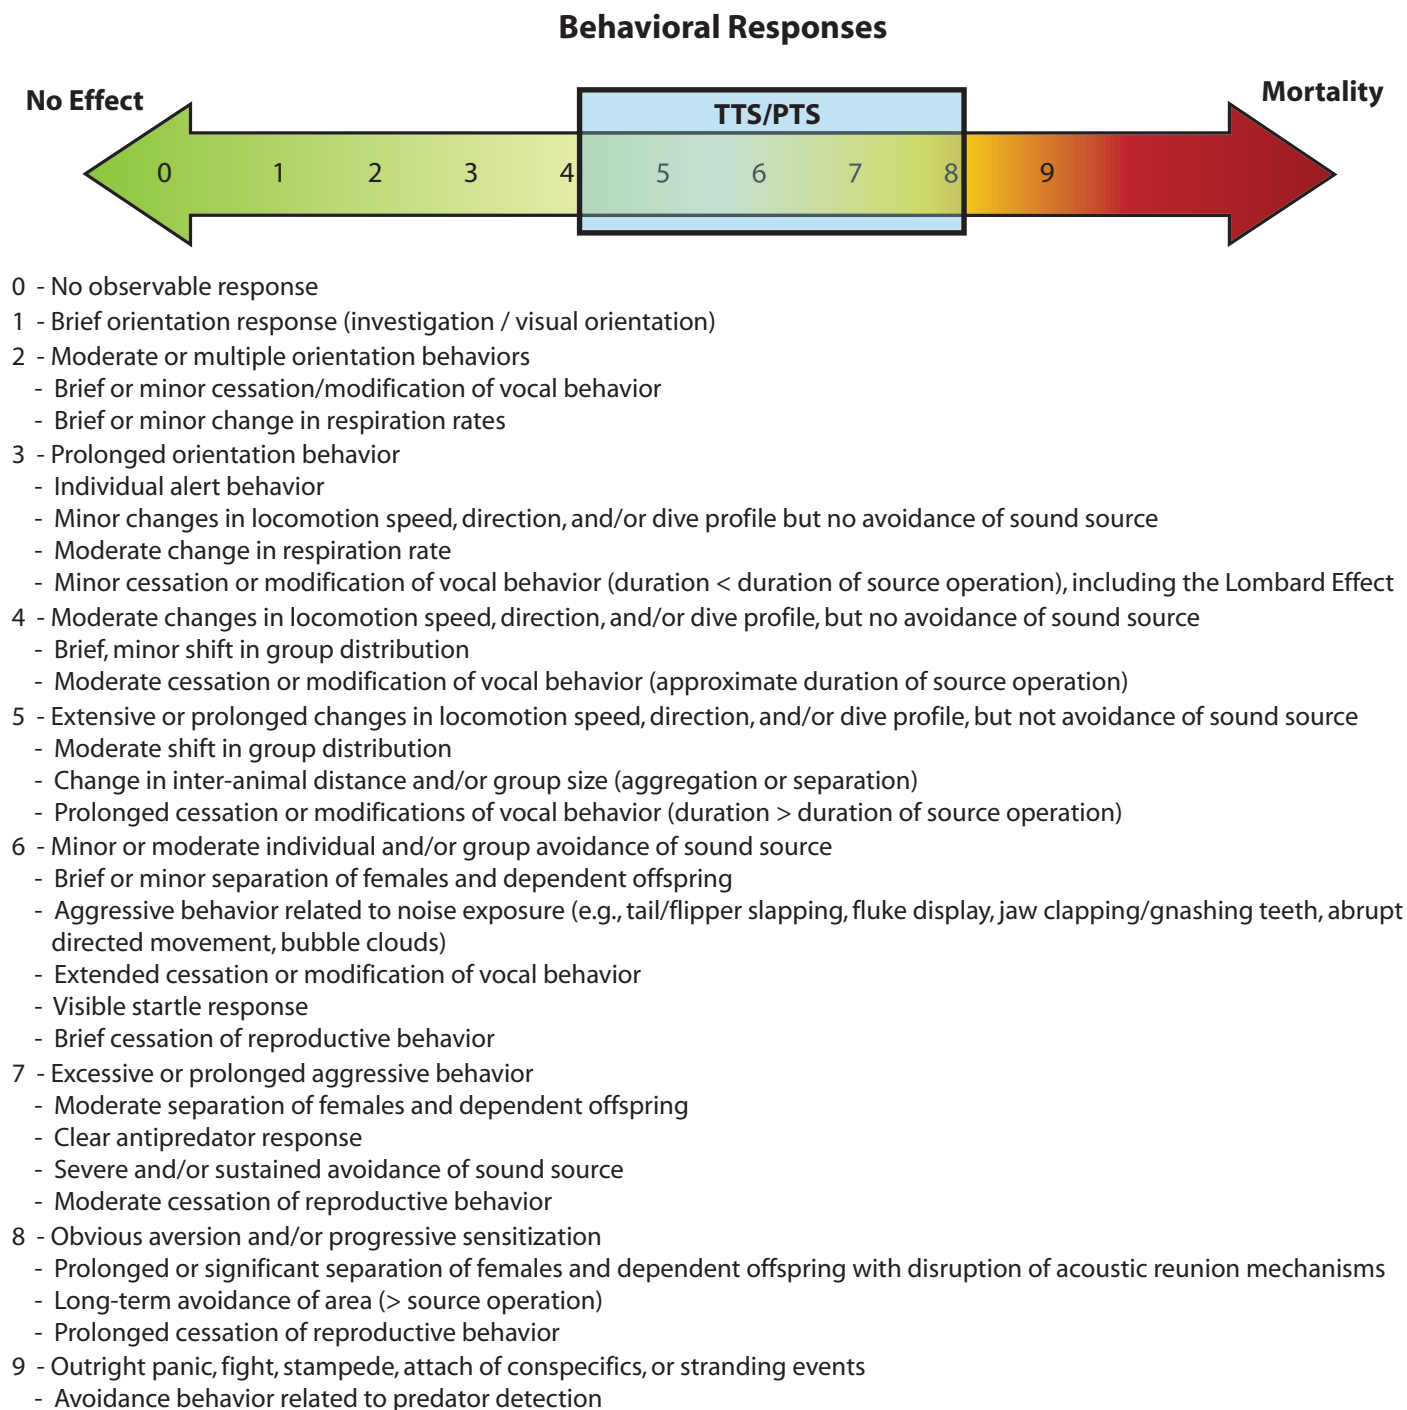 Behavioral Responses
No Effect
Mortality
TTS/PTS
0 1 2 3 4 5 6 7 8 9
0 - No observable response
1 - Brief orientation response (investigation / visual orientation)
2 - Moderate or multiple orientation behaviors
- Brief or minor cessation/modification of vocal behavior
- Brief or minor change in respiration rates
3 - Prolonged orientation behavior
- Individual alert behavior
- Minor changes in locomotion speed, direction, and/or dive profile but no avoidance of sound source
- Moderate change in respiration rate
- Minor cessation or modification of vocal behavior (duration < duration of source operation), including the Lombard Effect
4 - Moderate changes in locomotion speed, direction, and/or dive profile, but no avoidance of sound source
- Brief, minor shift in group distribution
- Moderate cessation or modification of vocal behavior (approximate duration of source operation)
5 - Extensive or prolonged changes in locomotion speed, direction, and/or dive profile, but not avoidance of sound source
- Moderate shift in group distribution
- Change in inter-animal distance and/or group size (aggregation or separation)
- Prolonged cessation or modifications of vocal behavior (duration > duration of source operation)
6 - Minor or moderate individual and/or group avoidance of sound source
- Brief or minor separation of females and dependent offspring
- Aggressive behavior related to noise exposure (e.g., tail/flipper slapping, fluke display, jaw clapping/gnashing teeth, abrupt
directed movement, bubble clouds)
- Extended cessation or modification of vocal behavior
- Visible startle response
- Brief cessation of reproductive behavior
7 - Excessive or prolonged aggressive behavior
- Moderate separation of females and dependent offspring
- Clear antipredator response
- Severe and/or sustained avoidance of sound source
- Moderate cessation of reproductive behavior
8 - Obvious aversion and/or progressive sensitization
- Prolonged or significant separation of females and dependent offspring with disruption of acoustic reunion mechanisms
- Long-term avoidance of area (> source operation)
- Prolonged cessation of reproductive behavior
9 - Outright panic, fight, stampede, attach of conspecifics, or stranding events
- Avoidance behavior related to predator detection